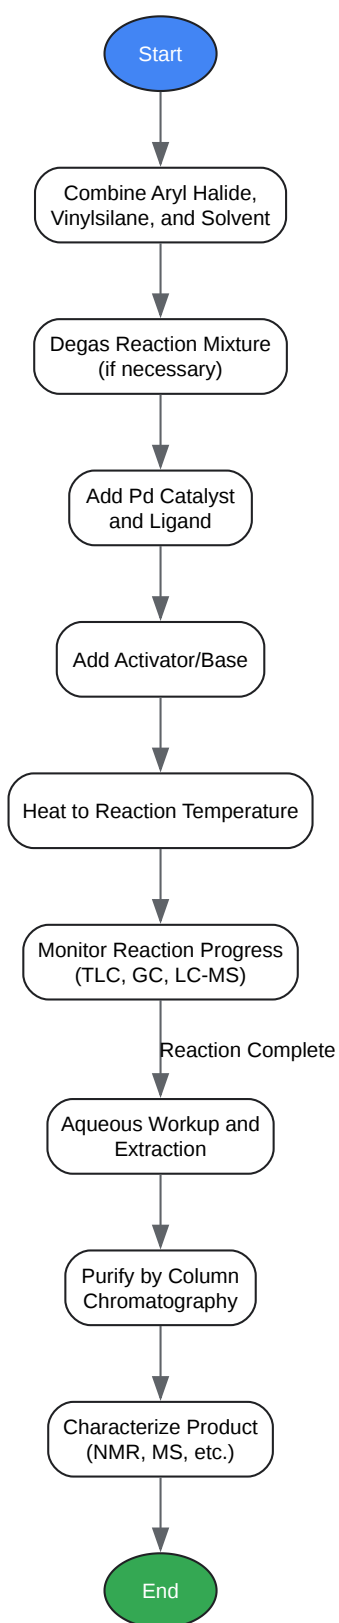 Start
Combine Aryl Halide,
Vinylsilane, and Solvent
Degas Reaction Mixture
(if necessary)
Add Pd Catalyst
and Ligand
Add Activator/Base
Heat to Reaction Temperature
Monitor Reaction Progress
(TLC, GC, LC-MS)
Reaction Complete
Aqueous Workup and
Extraction
Purify by Column
Chromatography
Characterize Product
(NMR, MS, etc.)
End